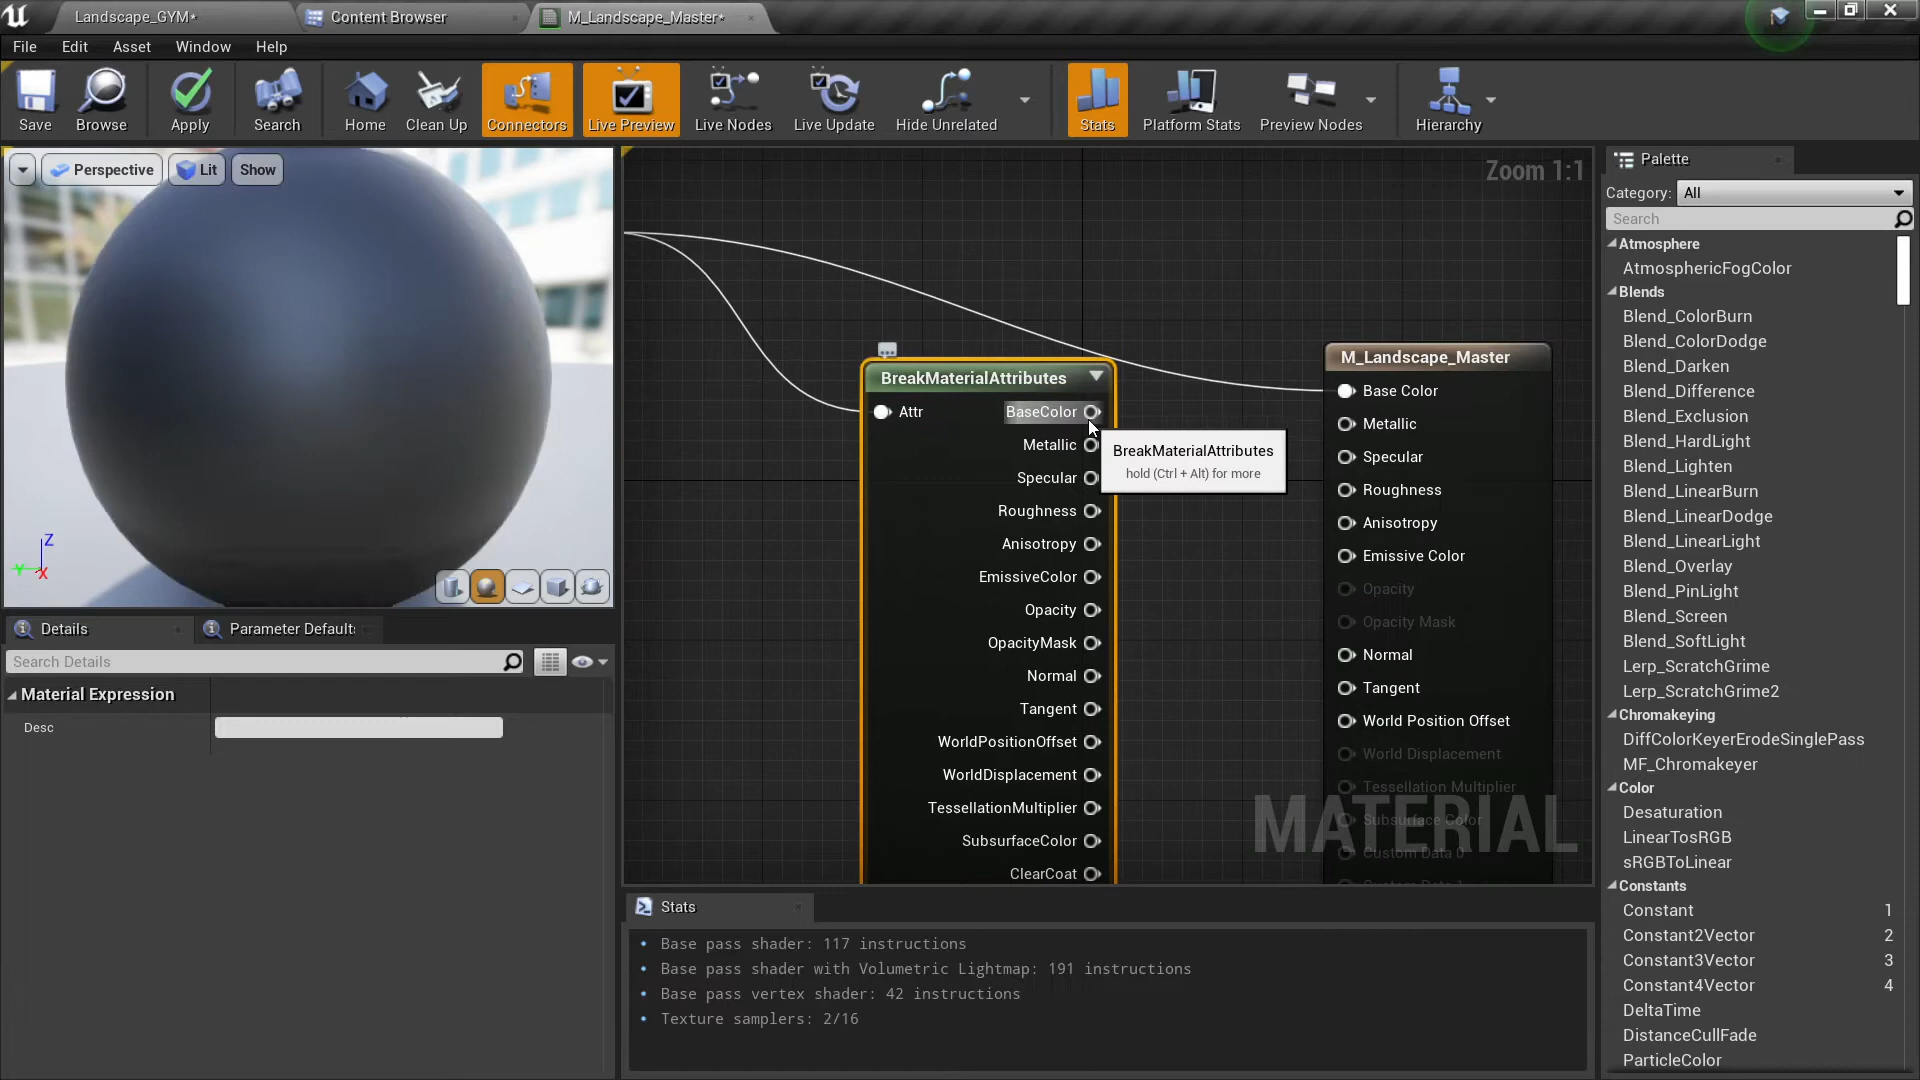 Landscape_GYM*
Content Browser
M_Landscape_Master*
File
Edit
Asset
Window
Help
Save
Browse
Apply
Search
Home
Clean Up
Connectors
Live Preview
Live Nodes
Live Update
Hide Unrelated
Stats
Platform Stats
Preview Nodes
Hierarchy
Perspective
Lit
Show
Z
Y
X
Details
Parameter Default
Search Details
Material Expression
Desc
Zoom 1:1
BreakMaterialAttributes
Attr
BaseColor
Metallic
Specular
Roughness
Anisotropy
EmissiveColor
Opacity
OpacityMask
Normal
Tangent
WorldPositionOffset
WorldDisplacement
TessellationMultiplier
SubsurfaceColor
ClearCoat
BreakMaterialAttributes
hold (Ctrl + Alt) for more
M_Landscape_Master
Base Color
Metallic
Specular
Roughness
Anisotropy
Emissive Color
Opacity
Opacity Mask
Normal
Tangent
World Position Offset
World Displacement
Tessellation Multiplier
Subsurface Color
Custom Data 0
MATERIAL
Stats
• Base pass shader: 117 instructions
• Base pass shader with Volumetric Lightmap: 191 instructions
• Base pass vertex shader: 42 instructions
• Texture samplers: 2/16
Palette
Category: All
Search
Atmosphere
AtmosphericFogColor
Blends
Blend_ColorBurn
Blend_ColorDodge
Blend_Darken
Blend_Difference
Blend_Exclusion
Blend_HardLight
Blend_Lighten
Blend_LinearBurn
Blend_LinearDodge
Blend_LinearLight
Blend_Overlay
Blend_PinLight
Blend_Screen
Blend_SoftLight
Lerp_ScratchGrime
Lerp_ScratchGrime2
Chromakeying
DiffColorKeyerErodeSinglePass
MF_Chromakeyer
Color
Desaturation
LinearTosRGB
sRGBToLinear
Constants
Constant 1
Constant2Vector 2
Constant3Vector 3
Constant4Vector 4
DeltaTime
DistanceCullFade
ParticleColor